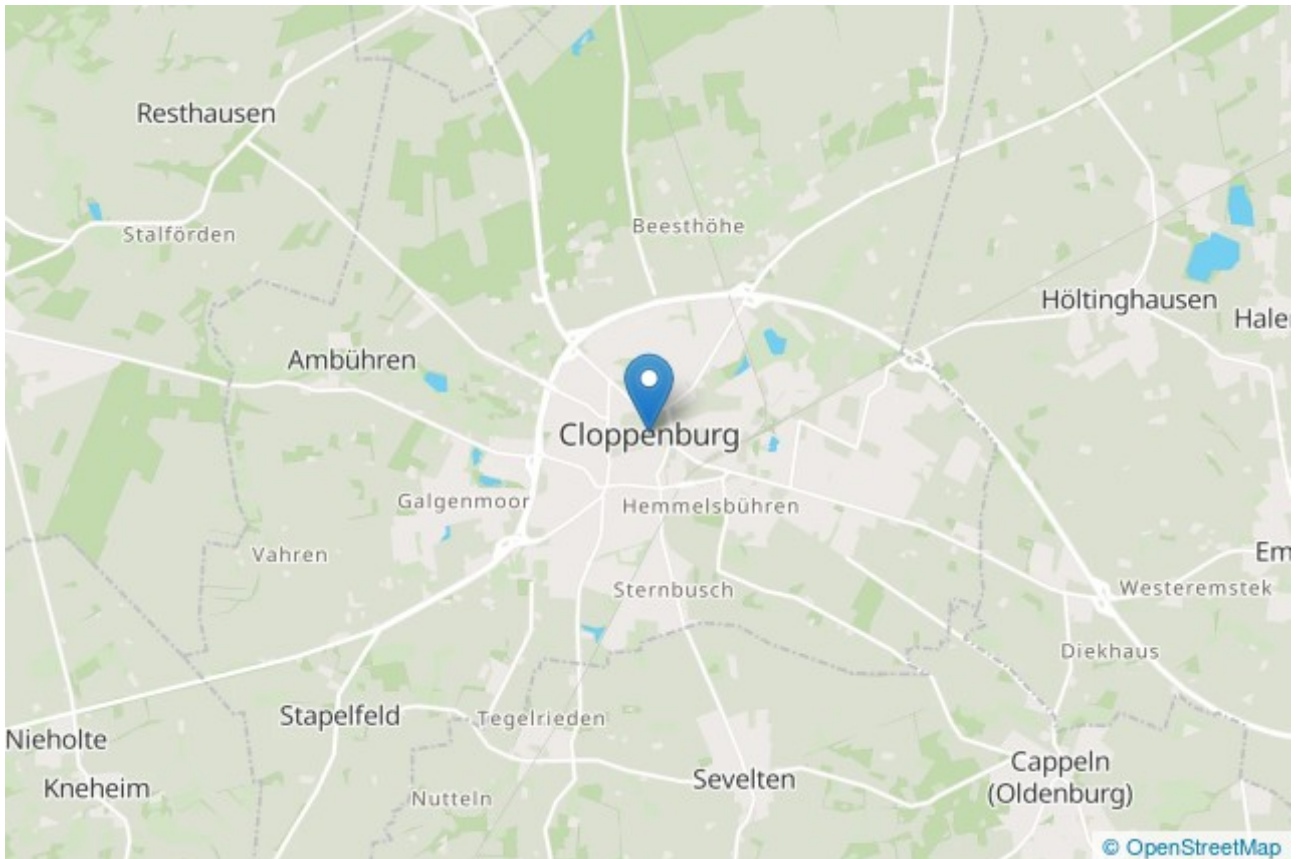 Resthausen
Stalförden
Beesthöhe
Höltinghausen
Halen
Ambühren
Cloppenburg
Galgenmoor
Hemmelsbühren
Vahren
Em
Sternbusch
Westeremstek
Diekhaus
Stapelfeld
Tegelrieden
Nieholte
Sevelten
Cappeln
(Oldenburg)
Kneheim
Nutteln
© OpenStreetMap